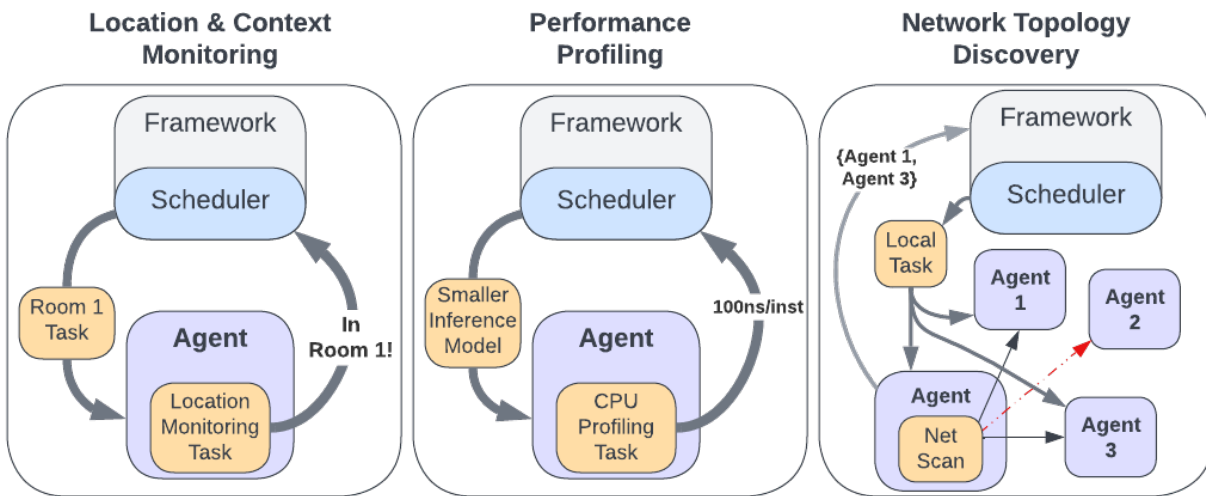 Location & Context
Monitoring
Framework
Scheduler
Room 1
Task
In
Room 1!
Agent
Location
Monitoring
Task
Performance
Profiling
Framework
Scheduler
Smaller
Inference
Model
100ns/inst
Agent
CPU
Profiling
Task
Network Topology
Discovery
Framework
{Agent 1,
Agent 3}
Scheduler
Local
Task
Agent
1
Agent
2
Agent
Net
Scan
Agent
3